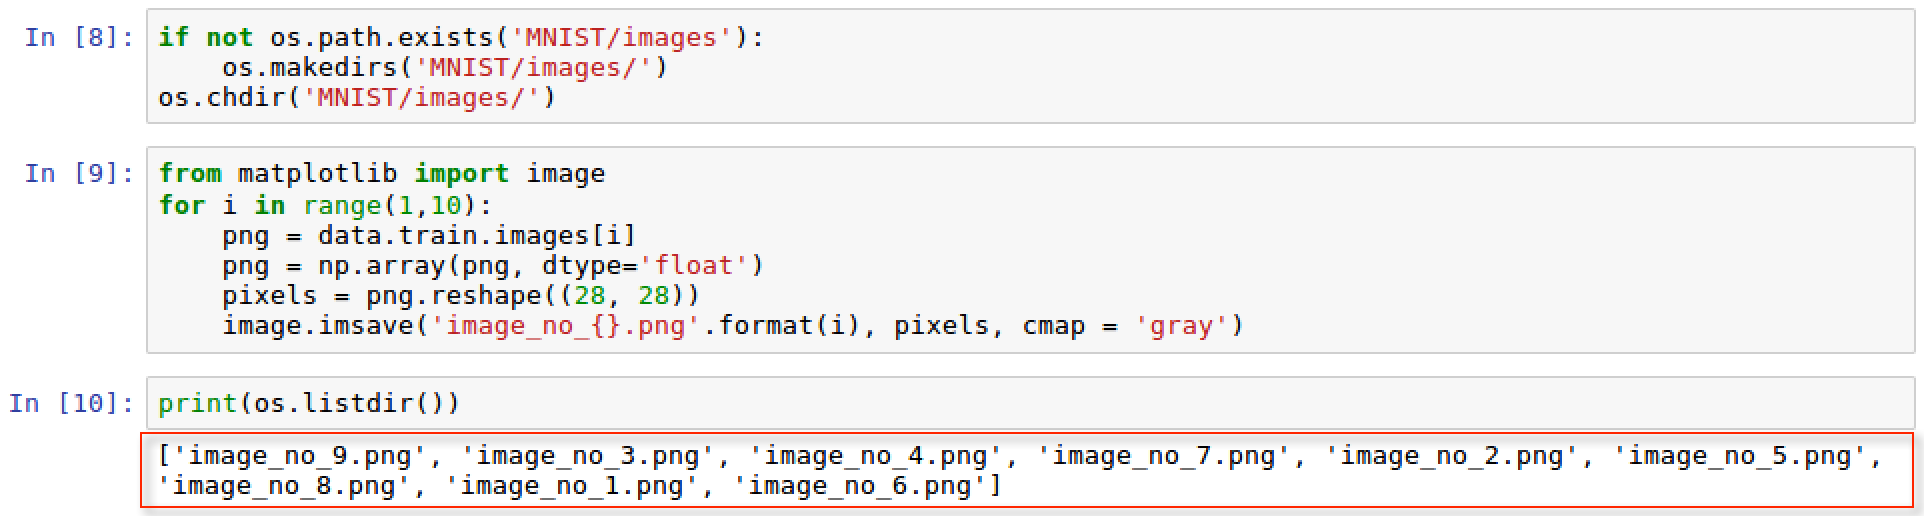 In [8]: if not os.path.exists('MNIST/images'):
    os.makedirs('MNIST/images/')
os.chdir('MNIST/images/')
In [9]: from matplotlib import image
for i in range(1,10):
    png = data.train.images[i]
    png = np.array(png, dtype='float')
    pixels = png.reshape((28, 28))
    image.imsave('image_no_{}.png'.format(i), pixels, cmap = 'gray')
In [10]: print(os.listdir())
['image_no_9.png', 'image_no_3.png', 'image_no_4.png', 'image_no_7.png', 'image_no_2.png', 'image_no_5.png',
'image_no_8.png', 'image_no_1.png', 'image_no_6.png']